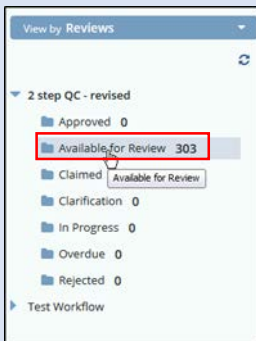 View by Reviews
2 step QC - revised
Approved 0
Available for Review 303
Claimed
Available for Review
Clarification 0
In Progress 0
Overdue 0
Rejected 0
Test Workflow